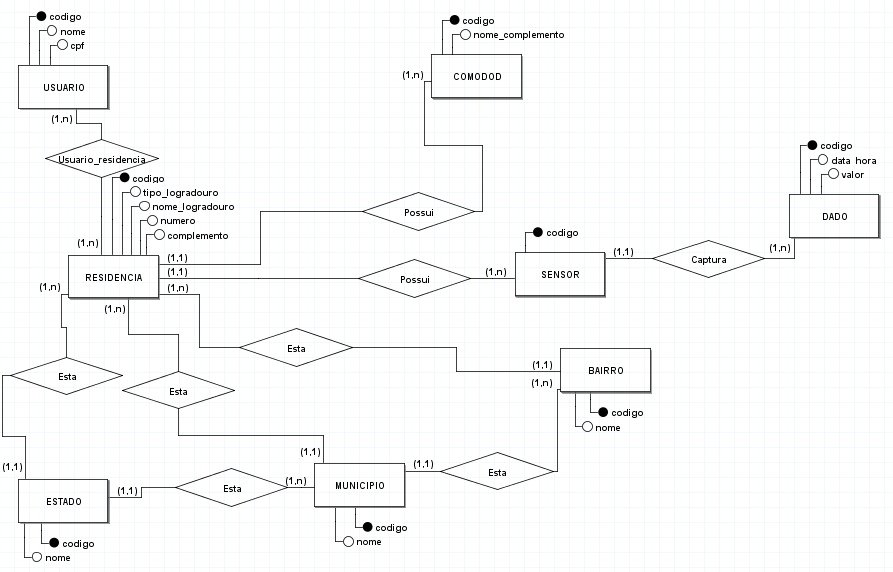 codigo
nome
cpf
USUARIO
(1,n)
Usuario_residencia
codigo
tipo_logradouro
nome_logradouro
numero
complemento
(1,n)
RESIDENCIA
(1,1)
(1,1)
(1,n)
(1,n)
(1,n)
codigo
nome_complemento
(1,n)
COMODOD
Possui
Possui
(1,n)
codigo
SENSOR
(1,1)
Captura
(1,n)
codigo
data_hora
valor
DADO
Esta
(1,1)
(1,n)
BAIRRO
codigo
nome
Esta
Esta
(1,1)
(1,1)
ESTADO
(1,1)
Esta
(1,n)
MUNICIPIO
(1,1)
Esta
codigo
nome
codigo
nome